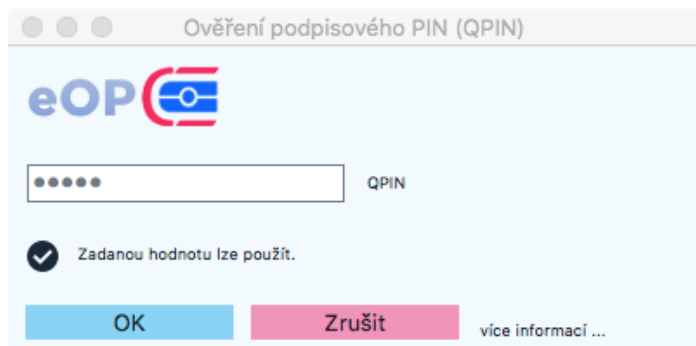 Ověření podpisového PIN (QPIN)
eOP
●●●●● QPIN
Zadanou hodnotu lze použít.
OK Zrušit více informací ...